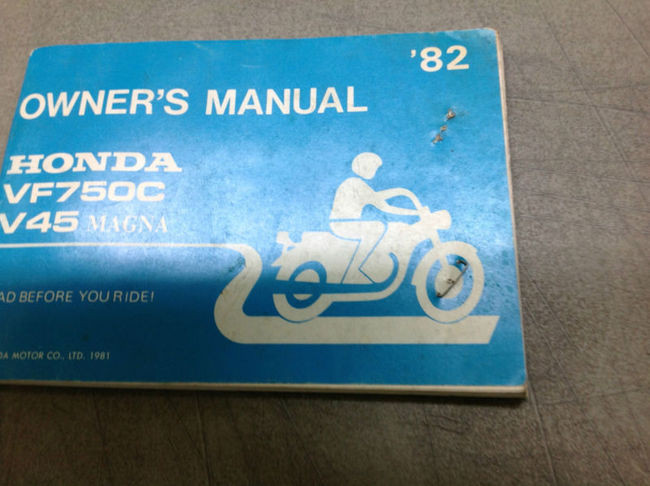 '82
OWNER'S MANUAL
HONDA
VF750C
V45 MAGNA
AD BEFORE YOU RIDE!
DA MOTOR CO., LTD. 1981